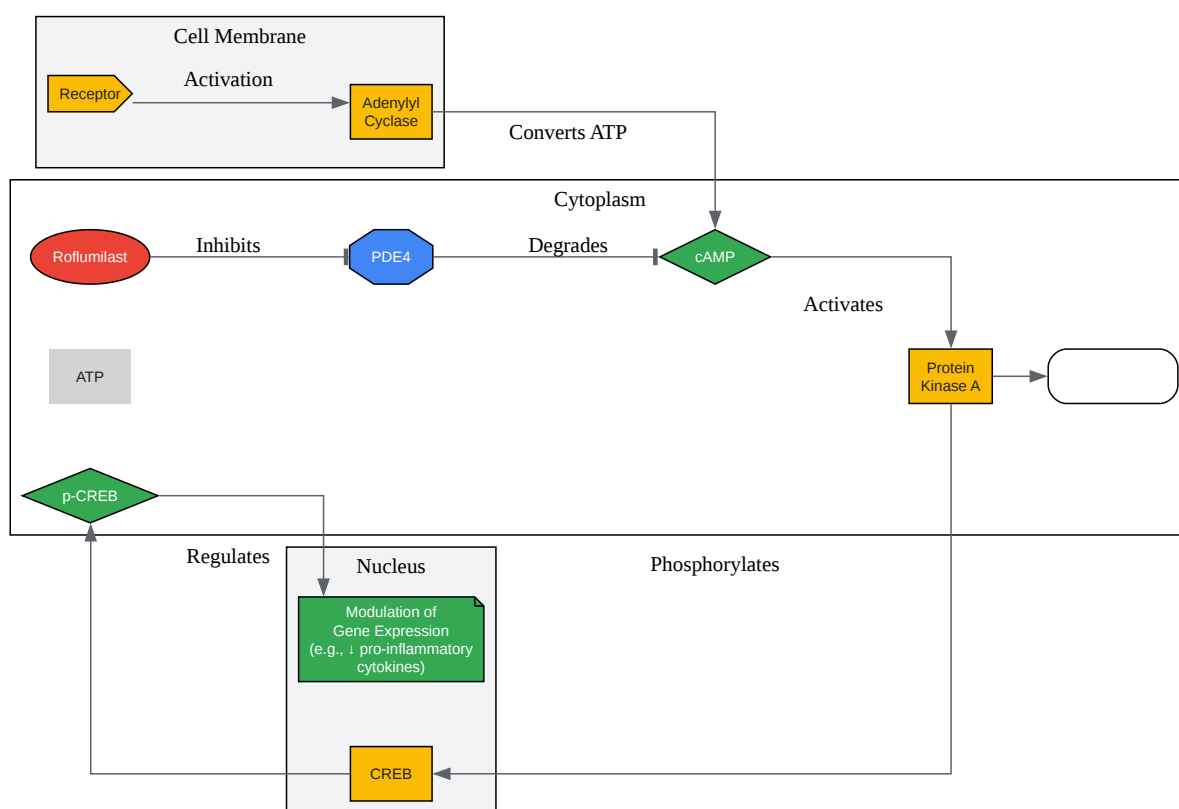 Cell Membrane
Activation
Receptor
Adenylyl
Cyclase
Converts ATP
Cytoplasm
Roflumilast
Inhibits
PDE4
Degrades
cAMP
Activates
ATP
Protein
Kinase A
p-CREB
Regulates
Nucleus
Phosphorylates
Modulation of
Gene Expression
(e.g., ↓ pro-inflammatory
cytokines)
CREB